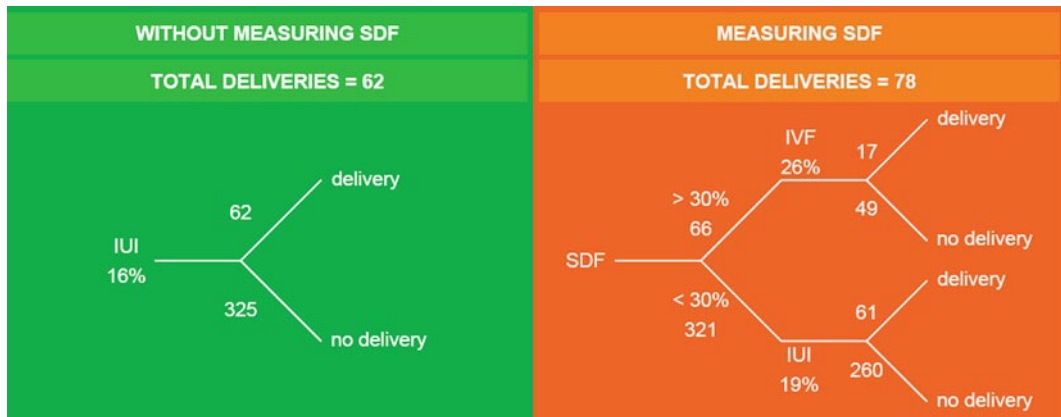 WITHOUT MEASURING SDF
TOTAL DELIVERIES = 62
delivery
62
IUI
16%
325
no delivery
MEASURING SDF
TOTAL DELIVERIES = 78
delivery
IVF
17
26%
> 30%
49
66
no delivery
SDF
delivery
< 30%
61
321
IUI
260
19%
no delivery